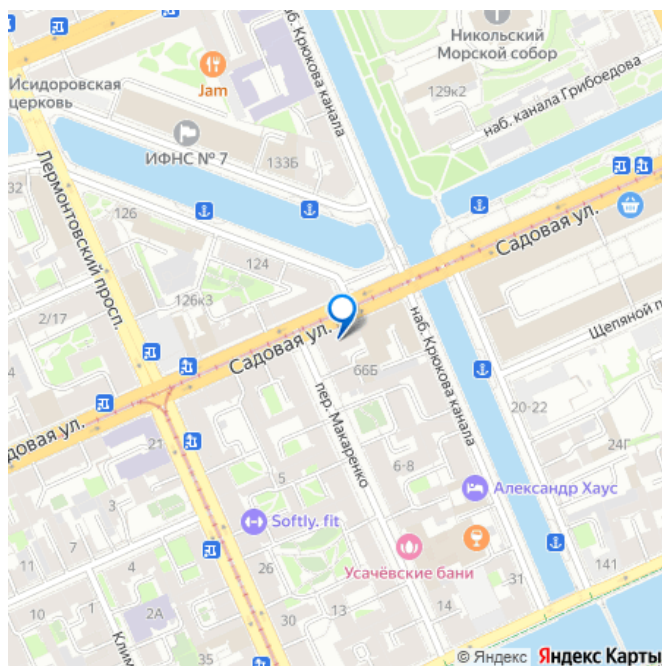 Никольский
Морской собор
Исидоровская
церковь
Jam
наб. Крюкова канала
129к2
наб. канала Грибоедова
ИФНС № 7
133Б
32
Лермонтовский просп.
126
Садовая ул.
124
126к3
2/17
Щепяной п
Садовая ул.
66Б
наб. Крюкова канала
пер. Макаренко
20-22
довая ул.
21
24Г
5
6-8
Александр Хаус
3
Softly. fit
11
7
1
Усачёвские бани
26
4
31
141
10
2А
30
14
Клим
13
© Яндекс Яндекс Карты